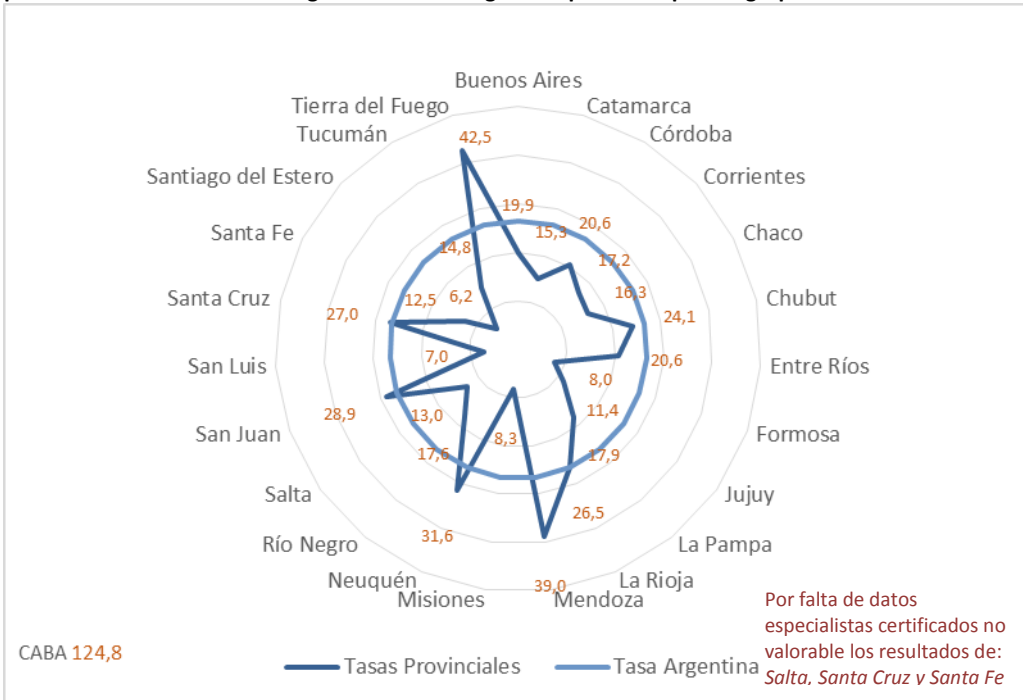 Buenos Aires
Tierra del Fuego
Catamarca
Tucumán
42,5
Córdoba
Santiago del Estero
Corrientes
19,9
15,3
20,6
Santa Fe
14,8
17,2
Chaco
Santa Cruz
27,0
12,5
6,2
16,3
24,1
Chubut
San Luis
7,0
20,6
Entre Ríos
8,0
28,9
13,0
11,4
San Juan
8,3
17,6
17,9
Formosa
Salta
26,5
Jujuy
Río Negro
31,6
La Pampa
Neuquén
39,0
La Rioja
Misiones
Mendoza
Por falta de datos
especialistas certificados no
valorable los resultados de:
Salta, Santa Cruz y Santa Fe
CABA 124,8
Tasas Provinciales
Tasa Argentina